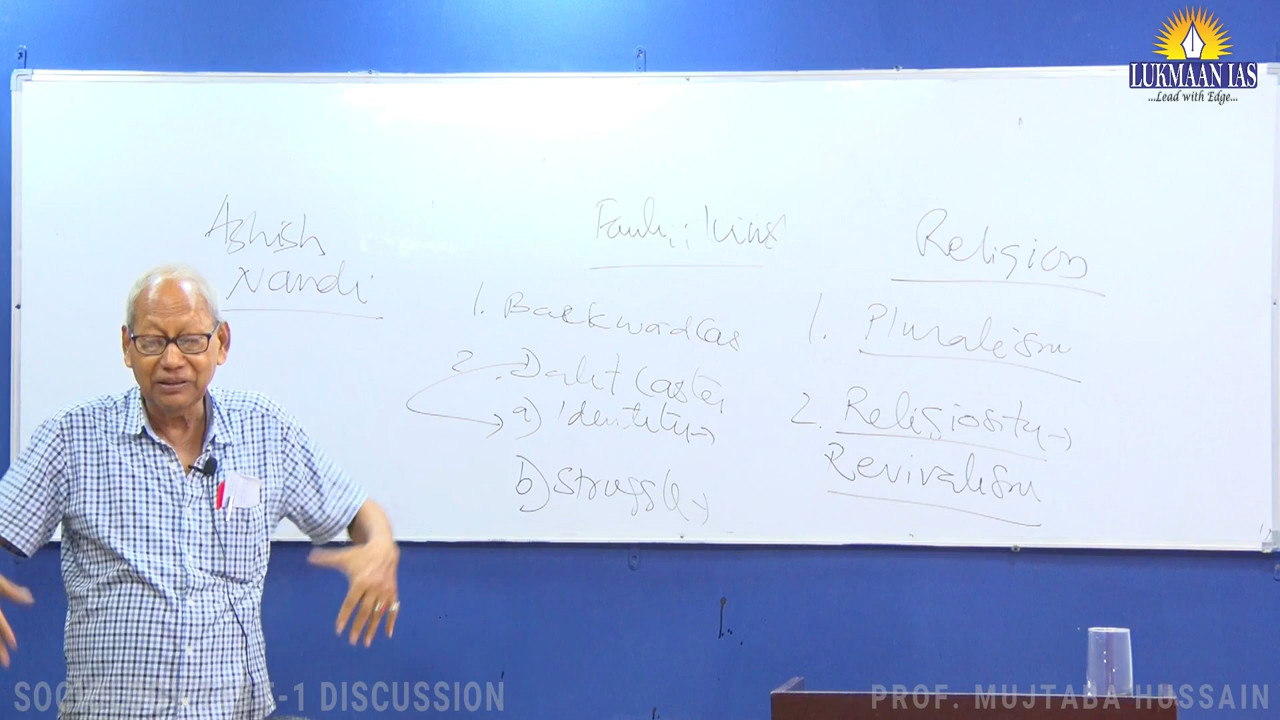 LUKMAAN IAS
...Lead with Edge...
Ashish
Nandi
Religion
1. Backward Cas
1. Pluralism
2. Dalit Castes
a) identity →
2. Religiosity →
Revivalism
b) Struggle →
-1 DISCUSSION
PROF. MUJTABA HUSSAIN